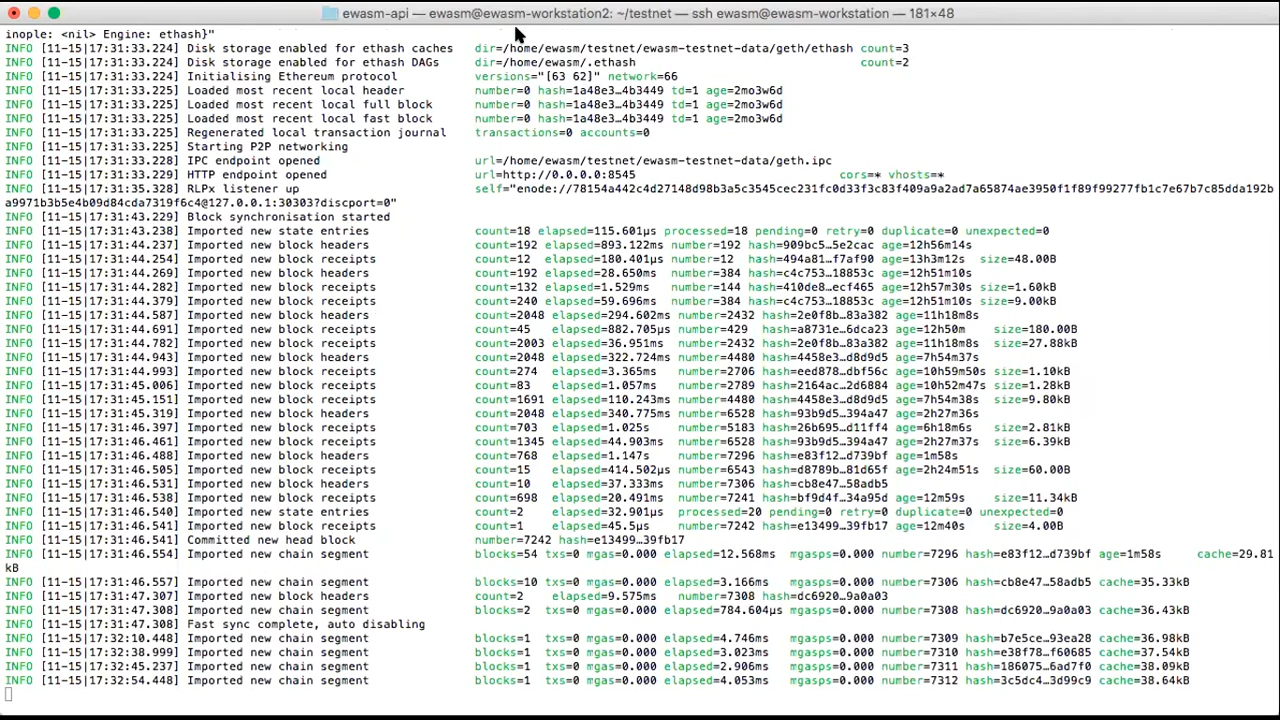 ewasm-api — ewasm@ewasm-workstation2: ~/testnet — ssh ewasm@ewasm-workstation — 181×48
inople: <nil> Engine: ethash}"
INFO [11-15|17:31:33.224] Disk storage enabled for ethash caches dir=/home/ewasm/testnet/ewasm-testnet-data/geth/ethash count=3
INFO [11-15|17:31:33.224] Disk storage enabled for ethash DAGs dir=/home/ewasm/.ethash count=2
INFO [11-15|17:31:33.224] Initialising Ethereum protocol versions="[63 62]" network=66
INFO [11-15|17:31:33.225] Loaded most recent local header number=0 hash=1a48e3…4b3449 td=1 age=2mo3w6d
INFO [11-15|17:31:33.225] Loaded most recent local full block number=0 hash=1a48e3…4b3449 td=1 age=2mo3w6d
INFO [11-15|17:31:33.225] Loaded most recent local fast block number=0 hash=1a48e3…4b3449 td=1 age=2mo3w6d
INFO [11-15|17:31:33.225] Regenerated local transaction journal transactions=0 accounts=0
INFO [11-15|17:31:33.225] Starting P2P networking
INFO [11-15|17:31:33.228] IPC endpoint opened url=/home/ewasm/testnet/ewasm-testnet-data/geth.ipc
INFO [11-15|17:31:33.229] HTTP endpoint opened url=http://0.0.0.0:8545 cors=* vhosts=*
INFO [11-15|17:31:35.328] RLPx listener up self="enode://78154a442c4d27148d98b3a5c3545cec231fc0d33f3c83f409a9a2ad7a65874ae3950f1f89f99277fb1c7e67b7c85dda192b
a9971b3b5e4b09d84cda7319f6c4@127.0.0.1:30303?discport=0"
INFO [11-15|17:31:43.229] Block synchronisation started
INFO [11-15|17:31:43.238] Imported new state entries count=18 elapsed=115.601µs processed=18 pending=0 retry=0 duplicate=0 unexpected=0
INFO [11-15|17:31:44.237] Imported new block headers count=192 elapsed=893.122ms number=192 hash=909bc5…5e2cac age=12h56m14s
INFO [11-15|17:31:44.254] Imported new block receipts count=12 elapsed=180.401µs number=12 hash=494a81…f7af90 age=13h3m12s size=48.00B
INFO [11-15|17:31:44.269] Imported new block headers count=192 elapsed=28.650ms number=384 hash=c4c753…18853c age=12h51m10s
INFO [11-15|17:31:44.282] Imported new block receipts count=132 elapsed=1.529ms number=144 hash=410de8…ecf465 age=12h57m30s size=1.60kB
INFO [11-15|17:31:44.379] Imported new block receipts count=240 elapsed=59.696ms number=384 hash=c4c753…18853c age=12h51m10s size=9.00kB
INFO [11-15|17:31:44.587] Imported new block headers count=2048 elapsed=294.602ms number=2432 hash=2e0f8b…83a382 age=11h18m8s
INFO [11-15|17:31:44.691] Imported new block receipts count=45 elapsed=882.705µs number=429 hash=a8731e…6dca23 age=12h50m size=180.00B
INFO [11-15|17:31:44.782] Imported new block receipts count=2003 elapsed=36.951ms number=2432 hash=2e0f8b…83a382 age=11h18m8s size=27.88kB
INFO [11-15|17:31:44.943] Imported new block headers count=2048 elapsed=322.724ms number=4480 hash=4458e3…d8d9d5 age=7h54m37s
INFO [11-15|17:31:44.993] Imported new block receipts count=274 elapsed=3.365ms number=2706 hash=eed878…dbf56c age=10h59m50s size=1.10kB
INFO [11-15|17:31:45.006] Imported new block receipts count=83 elapsed=1.057ms number=2789 hash=2164ac…2d6884 age=10h52m47s size=1.28kB
INFO [11-15|17:31:45.151] Imported new block receipts count=1691 elapsed=110.243ms number=4480 hash=4458e3…d8d9d5 age=7h54m38s size=9.80kB
INFO [11-15|17:31:45.319] Imported new block headers count=2048 elapsed=340.775ms number=6528 hash=93b9d5…394a47 age=2h27m36s
INFO [11-15|17:31:46.397] Imported new block receipts count=703 elapsed=1.025s number=5183 hash=26b695…d11ff4 age=6h18m6s size=2.81kB
INFO [11-15|17:31:46.461] Imported new block receipts count=1345 elapsed=44.903ms number=6528 hash=93b9d5…394a47 age=2h27m37s size=6.39kB
INFO [11-15|17:31:46.488] Imported new block headers count=768 elapsed=1.147s number=7296 hash=e83f12…d739bf age=1m58s
INFO [11-15|17:31:46.505] Imported new block receipts count=15 elapsed=414.502µs number=6543 hash=d8789b…81d65f age=2h24m51s size=60.00B
INFO [11-15|17:31:46.531] Imported new block headers count=10 elapsed=37.333ms number=7306 hash=cb8e47…58adb5
INFO [11-15|17:31:46.538] Imported new block receipts count=698 elapsed=20.491ms number=7241 hash=bf9d4f…34a95d age=12m59s size=11.34kB
INFO [11-15|17:31:46.540] Imported new state entries count=2 elapsed=32.901µs processed=20 pending=0 retry=0 duplicate=0 unexpected=0
INFO [11-15|17:31:46.541] Imported new block receipts count=1 elapsed=45.5µs number=7242 hash=e13499…39fb17 age=12m40s size=4.00B
INFO [11-15|17:31:46.541] Committed new head block number=7242 hash=e13499…39fb17
INFO [11-15|17:31:46.554] Imported new chain segment blocks=54 txs=0 mgas=0.000 elapsed=12.568ms mgasps=0.000 number=7296 hash=e83f12…d739bf age=1m58s cache=29.81
kB
INFO [11-15|17:31:46.557] Imported new chain segment blocks=10 txs=0 mgas=0.000 elapsed=3.166ms mgasps=0.000 number=7306 hash=cb8e47…58adb5 cache=35.33kB
INFO [11-15|17:31:47.307] Imported new block headers count=2 elapsed=9.575ms number=7308 hash=dc6920…9a0a03
INFO [11-15|17:31:47.308] Imported new chain segment blocks=2 txs=0 mgas=0.000 elapsed=784.604µs mgasps=0.000 number=7308 hash=dc6920…9a0a03 cache=36.43kB
INFO [11-15|17:31:47.308] Fast sync complete, auto disabling
INFO [11-15|17:32:10.448] Imported new chain segment blocks=1 txs=0 mgas=0.000 elapsed=4.746ms mgasps=0.000 number=7309 hash=b7e5ce…93ea28 cache=36.98kB
INFO [11-15|17:32:38.999] Imported new chain segment blocks=1 txs=0 mgas=0.000 elapsed=3.023ms mgasps=0.000 number=7310 hash=e38f78…f60685 cache=37.54kB
INFO [11-15|17:32:45.237] Imported new chain segment blocks=1 txs=0 mgas=0.000 elapsed=2.906ms mgasps=0.000 number=7311 hash=186075…6ad7f0 cache=38.09kB
INFO [11-15|17:32:54.448] Imported new chain segment blocks=1 txs=0 mgas=0.000 elapsed=4.053ms mgasps=0.000 number=7312 hash=3c5dc4…3d99c9 cache=38.64kB